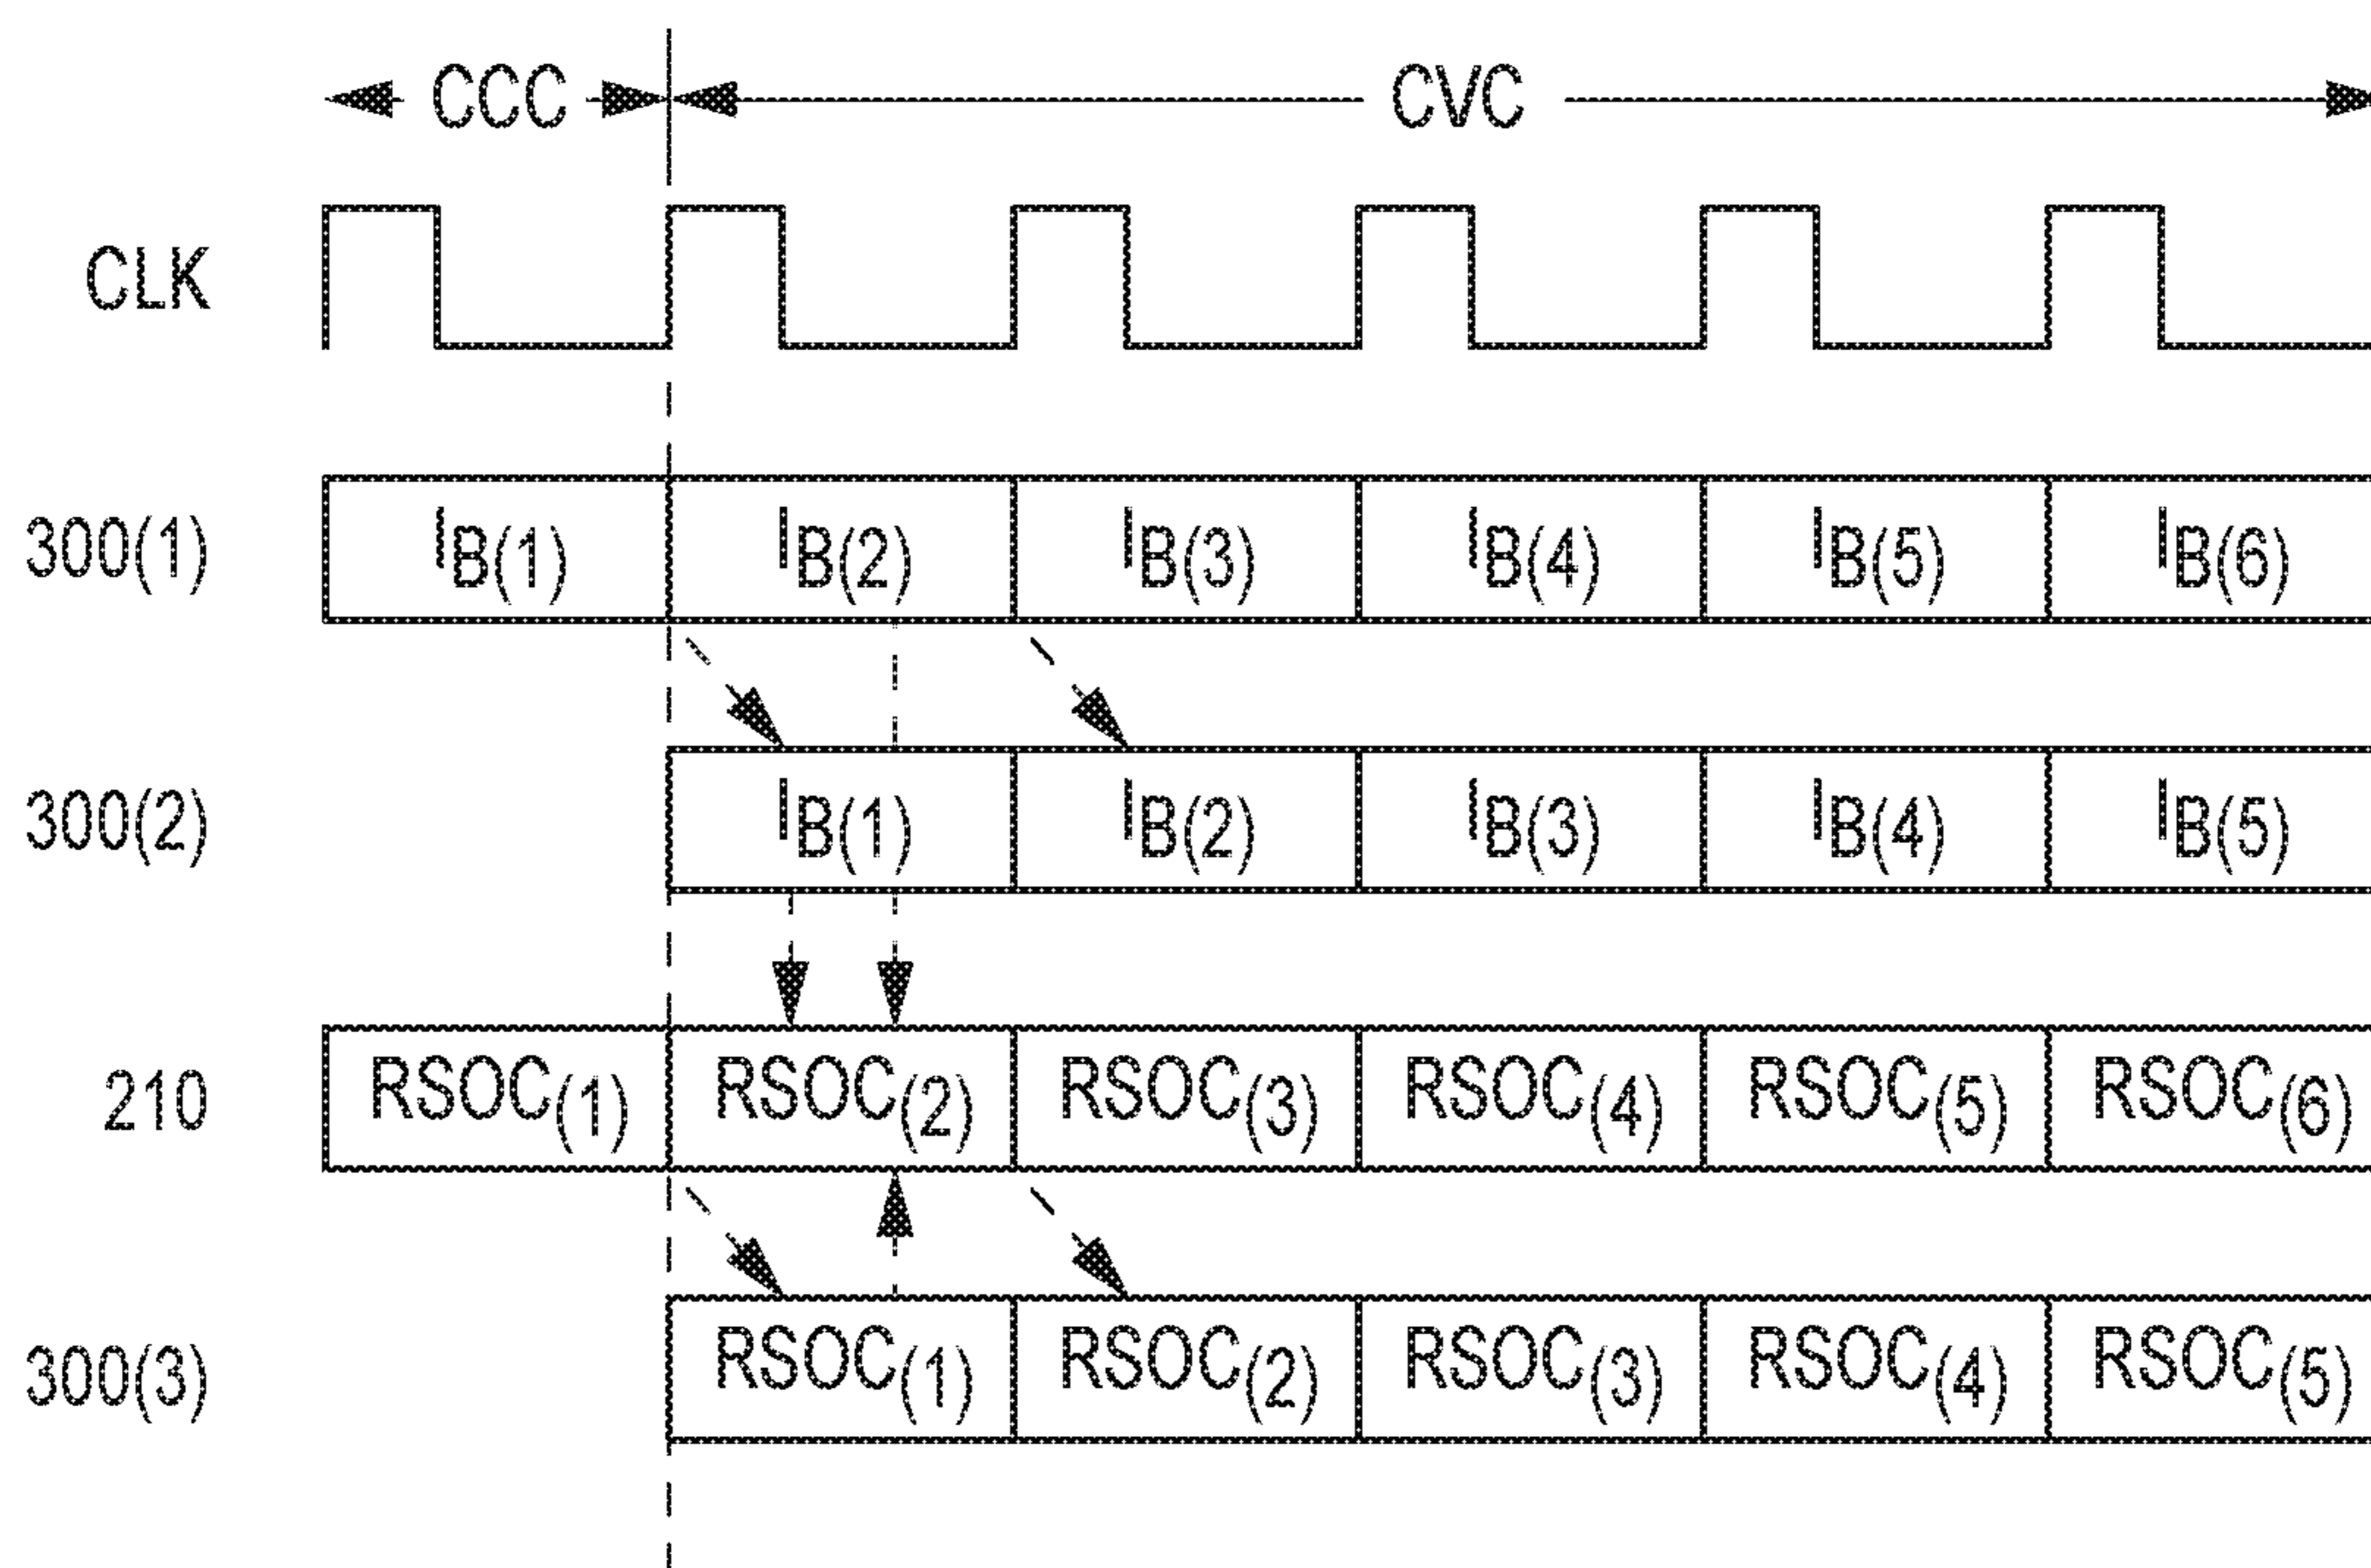 CCC CVC
CLK
300(1) IB(1) IB(2) IB(3) IB(4) IB(5) IB(6)
300(2) IB(1) IB(2) IB(3) IB(4) IB(5)
210 RSOC(1) RSOC(2) RSOC(3) RSOC(4) RSOC(5) RSOC(6)
300(3) RSOC(1) RSOC(2) RSOC(3) RSOC(4) RSOC(5)